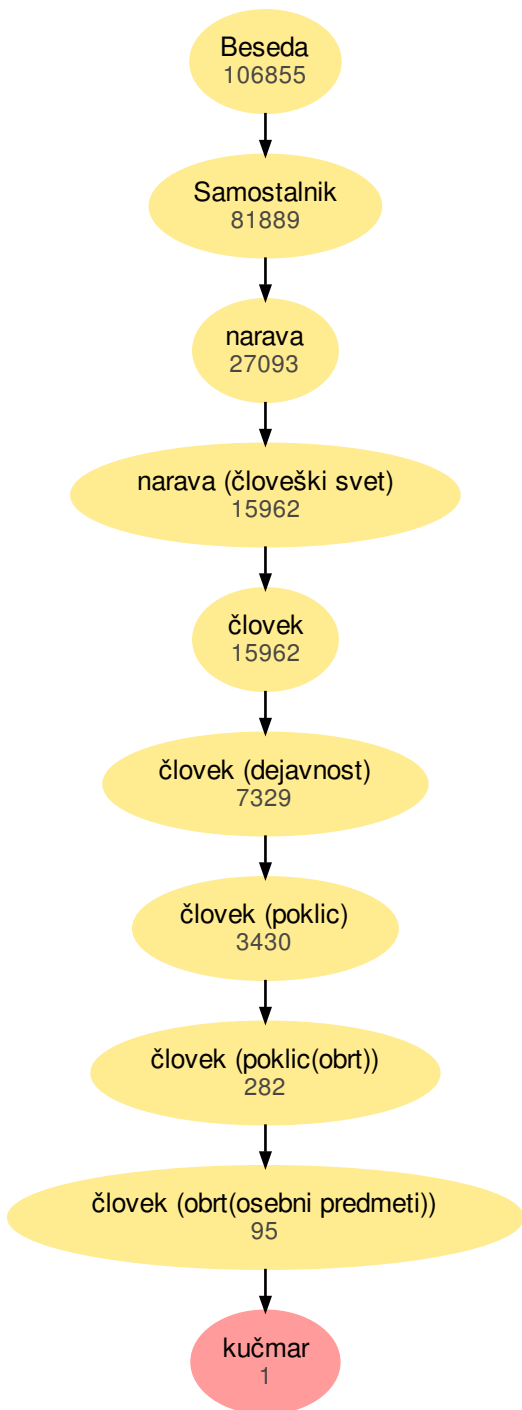 Beseda
106855
Samostalnik
81889
narava
27093
narava (človeški svet)
15962
človek
15962
človek (dejavnost)
7329
človek (poklic)
3430
človek (poklic(obrt))
282
človek (obrt(osebni predmeti))
95
kučmar
1